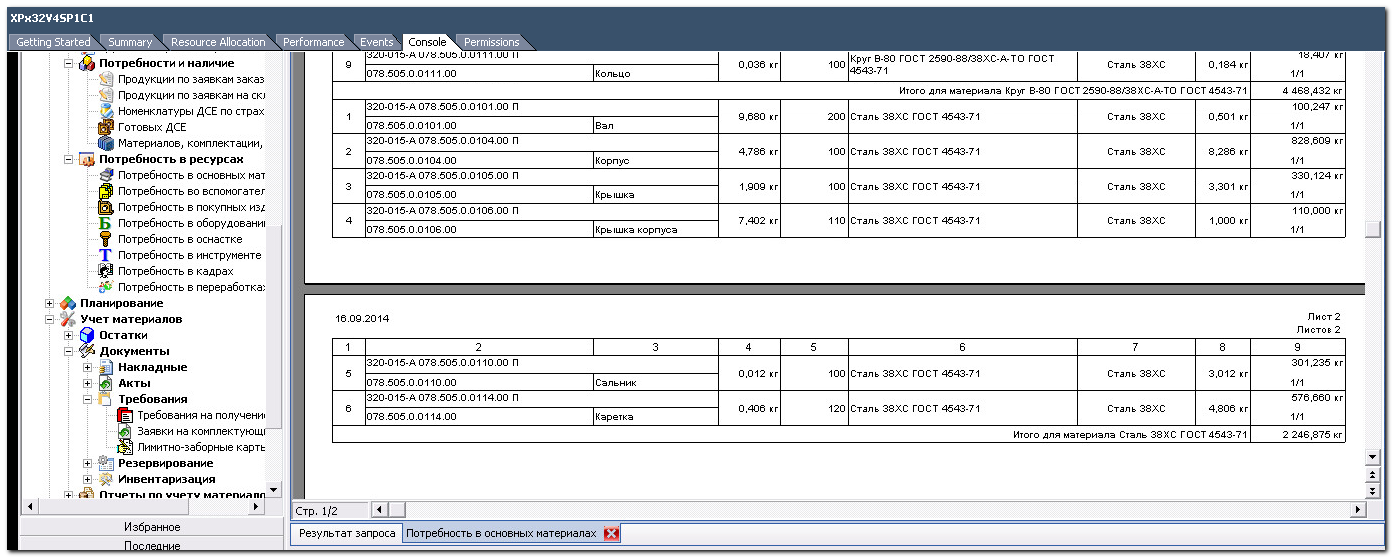 XPx32V4SP1C1
Getting Started Summary Resource Allocation Performance Events Console Permissions
Потребности и наличие
Продукции по заявкам заказ
Продукции по заявкам на скл
Номенклатуры ДСЕ по страх
Готовых ДСЕ
Материалов, комплектации,
Потребность в ресурсах
Потребность в основных мат
Потребность во вспомогател
Потребность в покупных изд
Потребность в оборудовани
Потребность в оснастке
Потребность в инструменте
Потребность в кадрах
Потребность в переработка
Планирование
Учет материалов
Остатки
Документы
Накладные
Акты
Требования
Требования на получение
Заявки на комплектующ
Лимитно-заборные карть
Резервирование
Инвентаризация
Отчеты по учету материало
Избранное
Последние
320-015-А 078.505.0.0111.00 П 18,407 кг
9 0,036 кг 100 Круг В-80 ГОСТ 2590-88/38ХС-А-ТО ГОСТ 4543-71 Сталь 38ХС 0,184 кг
078.505.0.0111.00 Кольцо 1/1
Итого для материала Круг В-80 ГОСТ 2590-88/38ХС-А-ТО ГОСТ 4543-71 4 468,432 кг
320-015-А 078.505.0.0101.00 П 100,247 кг
1 9,680 кг 200 Сталь 38ХС ГОСТ 4543-71 Сталь 38ХС 0,501 кг
078.505.0.0101.00 Вал 1/1
320-015-А 078.505.0.0104.00 П 828,609 кг
2 4,786 кг 100 Сталь 38ХС ГОСТ 4543-71 Сталь 38ХС 8,286 кг
078.505.0.0104.00 Корпус 1/1
320-015-А 078.505.0.0105.00 П 330,124 кг
3 1,909 кг 100 Сталь 38ХС ГОСТ 4543-71 Сталь 38ХС 3,301 кг
078.505.0.0105.00 Крышка 1/1
320-015-А 078.505.0.0106.00 П 110,000 кг
4 7,402 кг 110 Сталь 38ХС ГОСТ 4543-71 Сталь 38ХС 1,000 кг
078.505.0.0106.00 Крышка корпуса 1/1
16.09.2014 Лист 2
Листов 2
1 2 3 4 5 6 7 8 9
320-015-А 078.505.0.0110.00 П 301,235 кг
5 0,012 кг 100 Сталь 38ХС ГОСТ 4543-71 Сталь 38ХС 3,012 кг
078.505.0.0110.00 Сальник 1/1
320-015-А 078.505.0.0114.00 П 576,660 кг
6 0,406 кг 120 Сталь 38ХС ГОСТ 4543-71 Сталь 38ХС 4,806 кг
078.505.0.0114.00 Каретка 1/1
Итого для материала Сталь 38ХС ГОСТ 4543-71 2 246,875 кг
Стр. 1/2
Результат запроса Потребность в основных материалах